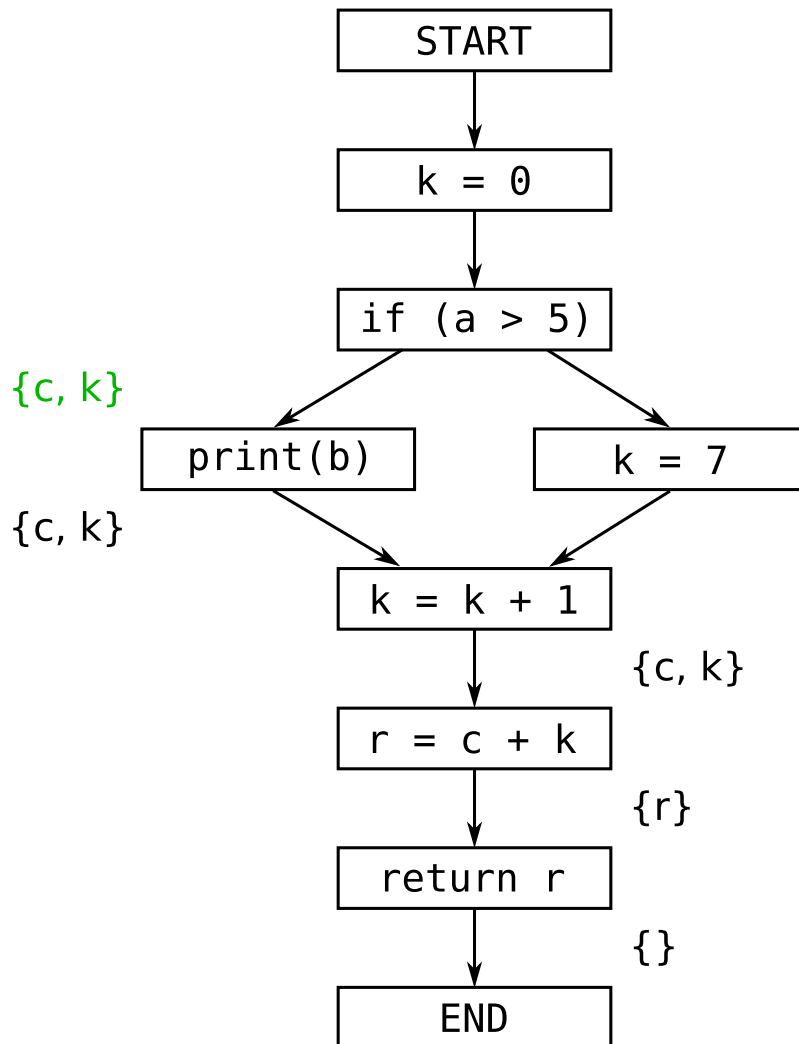 START
k = 0
if (a > 5)
{c, k}
print(b)
k = 7
{c, k}
k = k + 1
{c, k}
r = c + k
{r}
return r
{}
END